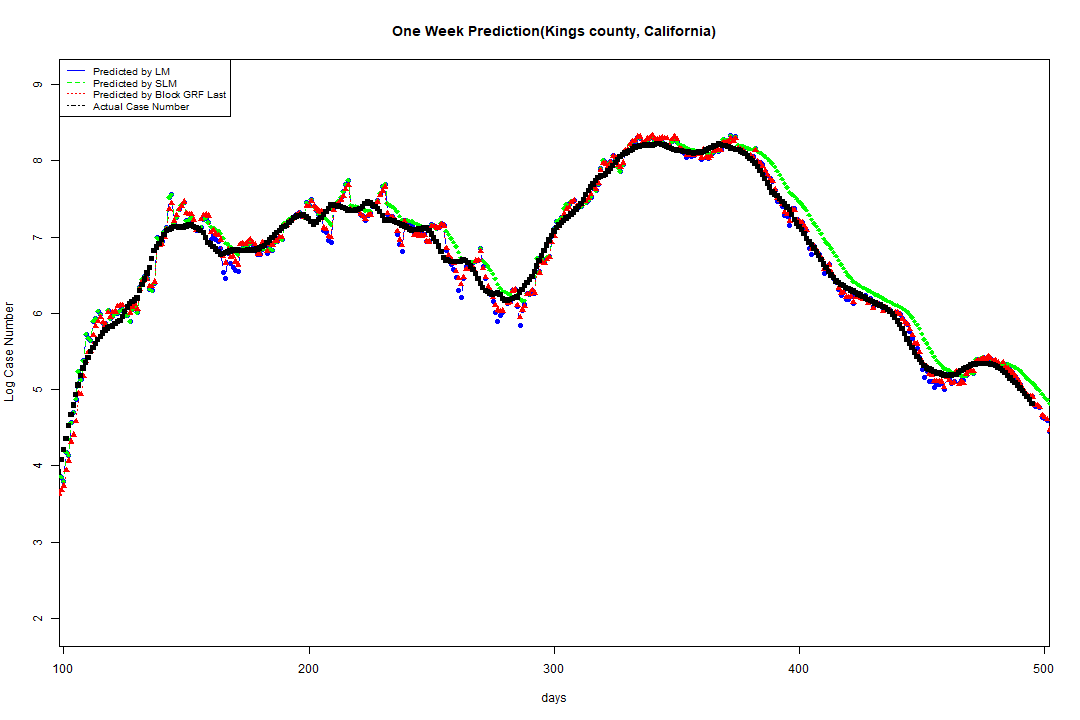 One Week Prediction(Kings county, California)
Predicted by LM
Predicted by SLM
Predicted by Block GRF Last
Actual Case Number
9
8
7
6
5
4
3
2
Log Case Number
100 200 300 400 500
days